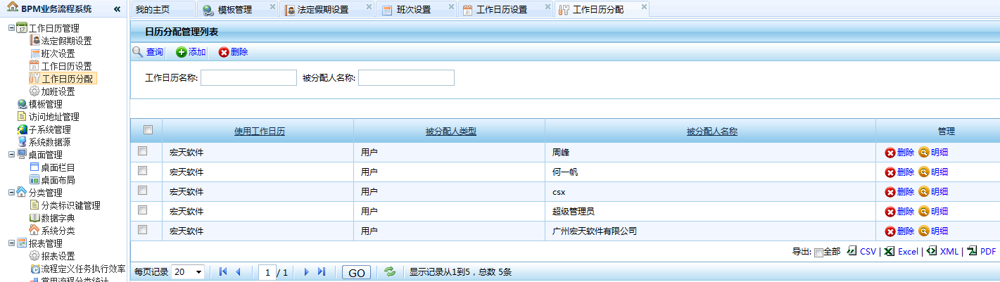 BPM业务流程系统
工作日历管理
法定假期设置
班次设置
工作日历设置
工作日历分配
加班设置
模板管理
访问地址管理
子系统管理
系统数据源
桌面管理
桌面栏目
桌面布局
分类管理
分类标识键管理
数据字典
系统分类
报表管理
报表设置
流程定义任务执行效率
常用流程分类统计
我的主页 模板管理 法定假期设置 班次设置 工作日历设置 工作日历分配
日历分配管理列表
查询 添加 删除
工作日历名称: 被分配人名称:
使用工作日历 被分配人类型 被分配人名称 管理
宏天软件 用户 周峰 删除 明细
宏天软件 用户 何一帆 删除 明细
宏天软件 用户 csx 删除 明细
宏天软件 用户 超级管理员 删除 明细
宏天软件 用户 广州宏天软件有限公司 删除 明细
导出: 全部 CSV | Excel | XML | PDF
每页记录 20 1 / 1 GO 显示记录从1到5，总数 5条